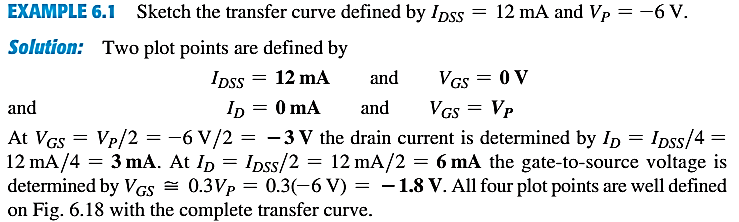 EXAMPLE 6.1 Sketch the transfer curve defined by I_DSS = 12 mA and V_P = −6 V.
Solution: Two plot points are defined by
I_DSS = 12 mA and V_GS = 0 V
and I_D = 0 mA and V_GS = V_P
At V_GS = V_P/2 = −6 V/2 = −3 V the drain current is determined by I_D = I_DSS/4 =
12 mA/4 = 3 mA. At I_D = I_DSS/2 = 12 mA/2 = 6 mA the gate-to-source voltage is
determined by V_GS ≅ 0.3V_P = 0.3(−6 V) = −1.8 V. All four plot points are well defined
on Fig. 6.18 with the complete transfer curve.